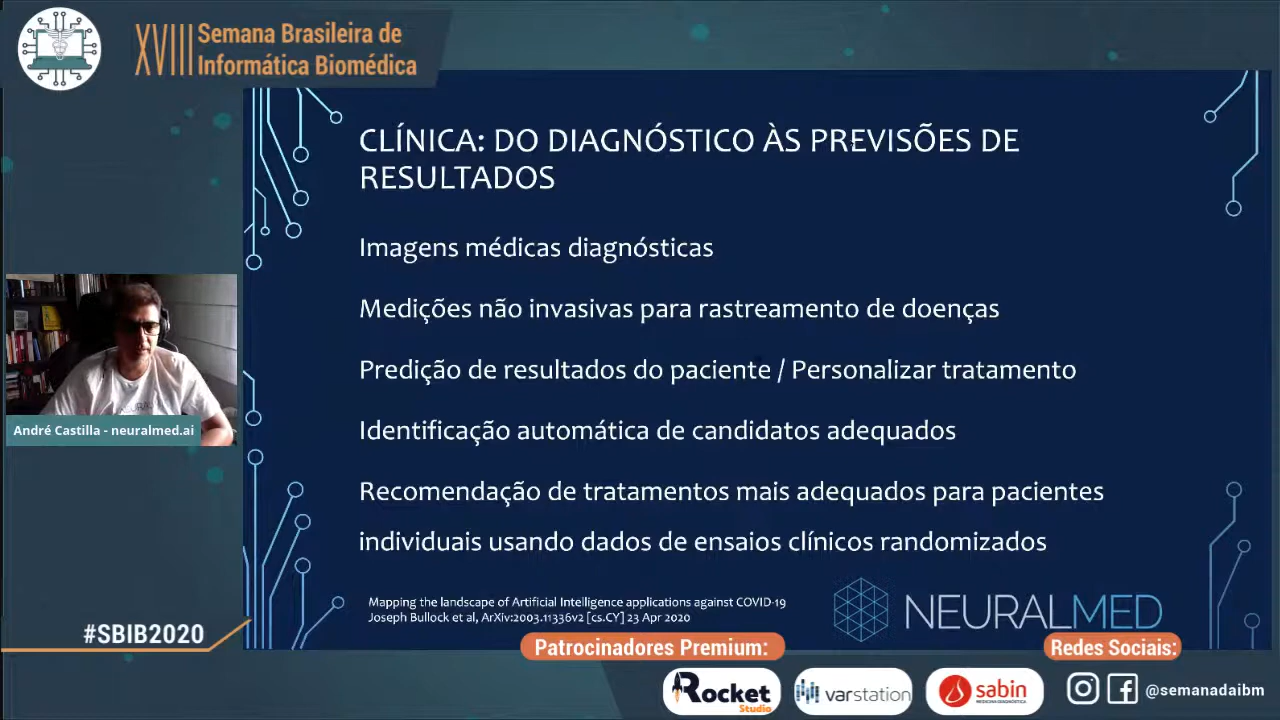 XVIII Semana Brasileira de
Informática Biomédica
CLÍNICA: DO DIAGNÓSTICO ÀS PREVISÕES DE
RESULTADOS
Imagens médicas diagnósticas
Medições não invasivas para rastreamento de doenças
Predição de resultados do paciente / Personalizar tratamento
Identificação automática de candidatos adequados
Recomendação de tratamentos mais adequados para pacientes
individuais usando dados de ensaios clínicos randomizados
André Castilla - neuralmed.ai
Mapping the landscape of Artificial Intelligence applications against COVID-19
Joseph Bullock et al, ArXiv:2003.11336v2 [cs.CY] 23 Apr 2020
NEURALMED
#SBIB2020
Patrocinadores Premium:
Redes Sociais:
Rocket
Studio
varstation
sabin
MEDICINA DIAGNÓSTICA
@semanadaibm